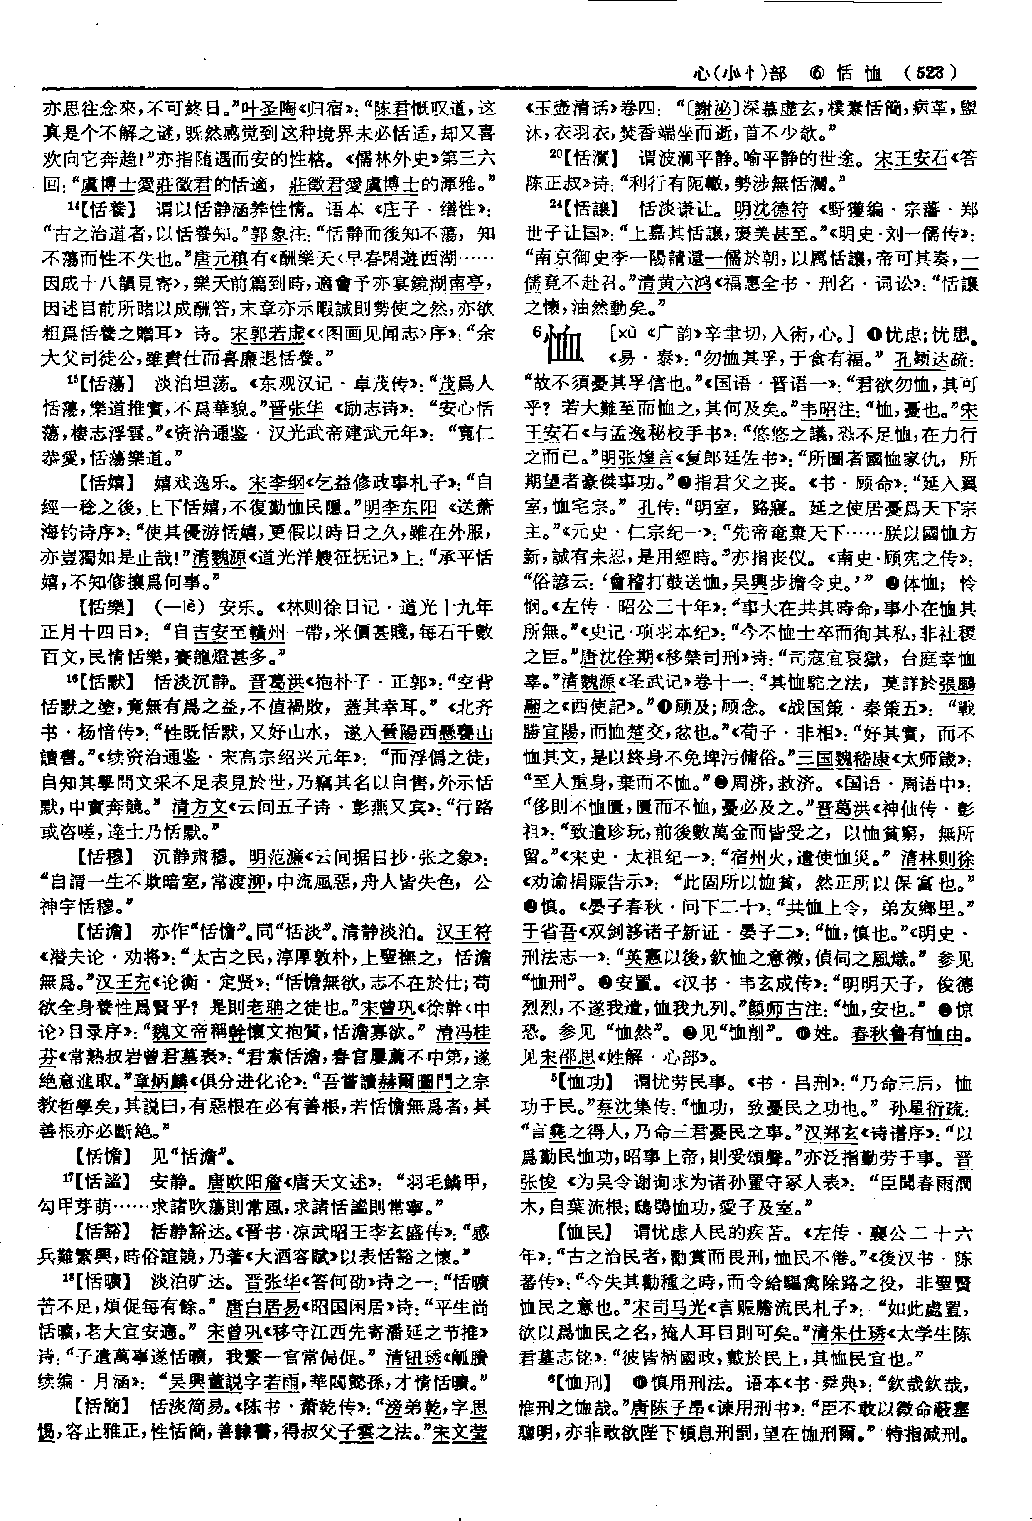 心(小忄)部　⑥ 恬 恤 (523)
亦思往念來,不可終日。”叶圣陶《归宿》:“陈君慨叹道,这
真是个不解之谜,既然感觉到这种境界未必恬适,却又喜
欢向它奔趋!”亦指随遇而安的性格。《儒林外史》第三六
回:“虞博士愛莊徵君的恬適,莊徵君愛虞博士的渾雅。”
14【恬養】 谓以恬静涵养性情。语本《庄子·缮性》:
“古之治道者,以恬養知。”郭象注:“恬静而後知不蕩,知
不蕩而性不失也。”唐元稹有《酬樂天〈早春閑遊西湖……
因成十八韻見寄〉,樂天前篇到時,適會予亦宴鏡湖南亭,
因述目前所睹以成酬答,末章亦示暇誠則勢使之然,亦欲
粗爲恬養之贈耳》诗。宋郭若虚《〈图画见闻志〉序》:“余
大父司徒公,雖貴仕而喜廉退恬養。”
15【恬蕩】 淡泊坦荡。《东观汉记·卓茂传》:“茂爲人
恬蕩,樂道推實,不爲華貌。”晋张华《励志诗》:“安心恬
蕩,棲志浮雲。”《资治通鉴·汉光武帝建武元年》:“寬仁
恭愛,恬蕩樂道。”
【恬嬉】 嬉戏逸乐。宋李纲《乞益修政事札子》:“自
經一稔之後,上下恬嬉,不復勤恤民隱。”明李东阳《送萧
海钓诗序》:“使其優游恬嬉,更假以時日之久,雖在外服,
亦豈獨如是止哉!”清魏源《道光洋艘征抚记》上:“承平恬
嬉,不知修攘爲何事。”
【恬樂】 (—lè) 安乐。《林则徐日记·道光十九年
正月十四日》:“自吉安至贛州一帶,米價甚賤,每石千數
百文,民情恬樂,賽龍燈甚多。”
16【恬默】 恬淡沉静。晋葛洪《抱朴子·正郭》:“空背
恬默之塗,竟無有爲之益,不值禍敗,蓋其幸耳。”《北齐
书·杨愔传》:“性既恬默,又好山水,遂入晉陽西懸甕山
讀書。”《续资治通鉴·宋高宗绍兴元年》:“而浮僞之徒,
自知其學問文采不足表見於世,乃竊其名以自售,外示恬
默,中實奔競。”清方文《云间五子诗·彭燕又宾》:“行路
或咨嗟,達士乃恬默。”
【恬穆】 沉静肃穆。明范濂《云间据目抄·张之象》:
“自謂一生不欺暗室,常渡泖,中流風惡,舟人皆失色,公
神宇恬穆。”
【恬澹】 亦作“恬憺”。同“恬淡”。清静淡泊。汉王符
《潜夫论·劝将》:“太古之民,淳厚敦朴,上聖撫之,恬澹
無爲。”汉王充《论衡·定贤》:“恬憺無欲,志不在於仕;苟
欲全身養性爲賢乎?是則老聃之徒也。”宋曾巩《徐幹〈中
论〉目录序》:“魏文帝稱幹懷文抱質,恬澹寡欲。”清冯桂
芬《常熟叔岩曾君墓表》:“君素恬澹,春官屢薦不中第,遂
绝意進取。”章炳麟《俱分进化论》:“吾嘗讀赫爾圖門之宗
教哲學矣,其説曰,有惡根在必有善根,若恬憺無爲者,其
善根亦必斷絶。”
【恬憺】 见“恬澹”。
17【恬謐】 安静。唐欧阳詹《唐天文述》:“羽毛鱗甲,
勾甲芽萌……求諸欥蕩則常風,求諸恬謐則常寧。”
【恬豁】 恬静豁达。《晋书·凉武昭王李玄盛传》:“感
兵難繁興,時俗諠競,乃著《大酒容賦》以表恬豁之懷。”
18【恬曠】 淡泊旷达。晋张华《答何劭》诗之一:“恬曠
苦不足,煩促每有餘。”唐白居易《昭国闲居》诗:“平生尚
恬曠,老大宜安適。”宋曾巩《移守江西先寄潘延之节推》
诗:“了遣萬事遂恬曠,我繫一官常偈促。”清钮琇《觚賸
续编·月涵》:“吴興董説字若雨,華閥懿孫,才情恬曠。”
【恬簡】 恬淡简易。《陈书·萧乾传》:“滂弟乾,字思
惕,容止雅正,性恬簡,善隸書,得叔父子雲之法。”宋文莹
《玉壶清话》卷四:“[謝泌]深慕虚玄,樸素恬簡,病革,盥
沐,衣羽衣,焚香端坐而逝,首不少欹。”
20【恬瀾】 谓波澜平静。喻平静的世途。宋王安石《答
陈正叔》诗:“利行有阨轍,勢涉無恬瀾。”
24【恬讓】 恬淡谦让。明沈德符《野獲编·宗藩·郑
世子让国》:“上嘉其恬讓,褒美甚至。”《明史·刘一儒传》:
“南京御史李一陽請還一儒於朝,以厲恬讓,帝可其奏,一
儒竟不赴召。”清黄六鸿《福惠全书·刑名·词讼》:“恬讓
之懷,油然動矣。”
6恤 [xù 《广韵》辛聿切,入術,心。] ❶忧虑;忧思。
《易·泰》:“勿恤其孚,于食有福。”孔颖达疏:
“故不須憂其孚信也。”《国语·晋语一》:“君欲勿恤,其可
乎?若大難至而恤之,其何及矣。”韦昭注:“恤,憂也。”宋
王安石《与孟逸秘校手书》:“悠悠之議,恐不足恤,在力行
之而已。”明张煌言《复郎廷佐书》:“所圖者國恤家仇,所
期望者豪傑事功。”❷指君父之丧。《书·顾命》:“延入翼
室,恤宅宗。”孔传:“明室,路寢。延之使居憂爲天下宗
主。”《元史·仁宗纪一》:“先帝奄棄天下……朕以國恤方
新,誠有未忍,是用經時。”亦指丧仪。《南史·顾宪之传》:
“俗諺云:‘會稽打鼓送恤,吴興步擔令史。’”❸体恤;怜
悯。《左传·昭公三十年》:“事大在共其時命,事小在恤其
所無。”《史记·项羽本纪》:“今不恤士卒而徇其私,非社稷
之臣。”唐沈佺期《移禁司刑》诗:“司寇宜哀獄,台庭幸恤
辜。”清魏源《圣武记》卷十一:“其恤駝之法,莫詳於張鵬
翮之《西使記》。”❹顾及;顾念。《战国策·秦策五》:“戰
勝宜陽,而恤楚交,忿也。”《荀子·非相》:“好其實,而不
恤其文,是以終身不免埤污傭俗。”三国魏嵇康《太师箴》:
“至人重身,棄而不恤。”❺周济,救济。《国语·周语中》:
“侈則不恤匱,匱而不恤,憂必及之。”晋葛洪《神仙传·彭
祖》:“致遺珍玩,前後數萬金而皆受之,以恤貧窮,無所
留。”《宋史·太祖纪一》:“宿州火,遣使恤災。”清林则徐
《劝谕捐赈告示》:“此固所以恤貧,然正所以保富也。”
❻慎。《晏子春秋·问下二十》:“共恤上令,弟友鄉里。”
于省吾《双剑誃诸子新证·晏子二》:“恤,慎也。”《明史·
刑法志一》:“英憲以後,欽恤之意微,偵伺之風熾。”参见
“恤刑”。❼安置。《汉书·韦玄成传》:“明明天子,俊德
烈烈,不遂我遺,恤我九列。”颜师古注:“恤,安也。”❽惊
恐。参见“恤然”。❾见“恤削”。❿姓。春秋鲁有恤由。
见宋邵思《姓解·心部》。
5【恤功】 谓忧劳民事。《书·吕刑》:“乃命三后,恤
功于民。”蔡沈集传:“恤功,致憂民之功也。”孙星衍疏:
“言堯之得人,乃命三君憂民之事。”汉郑玄《诗谱序》:“以
爲勤民恤功,昭事上帝,則受頌聲。”亦泛指勤劳于事。晋
张悛《为吴令谢询求为诸孙置守冢人表》:“臣聞春雨潤
木,自葉流根;鴟鴞恤功,愛子及室。”
【恤民】 谓忧虑人民的疾苦。《左传·襄公二十六
年》:“古之治民者,勸賞而畏刑,恤民不倦。”《後汉书·陈
蕃传》:“今失其勸種之時,而令給驅禽除路之役,非聖賢
恤民之意也。”宋司马光《言赈赡流民札子》:“如此處置,
欲以爲恤民之名,掩人耳目則可矣。”清朱仕琇《太学生陈
君墓志铭》:“彼皆柄國政,戴於民上,其恤民宜也。”
6【恤刑】 ❶慎用刑法。语本《书·舜典》:“欽哉欽哉,
惟刑之恤哉。”唐陈子昂《谏用刑书》:“臣不敢以微命蔽塞
聰明,亦非敢欲陛下頓息刑罰,望在恤刑爾。”特指减刑。